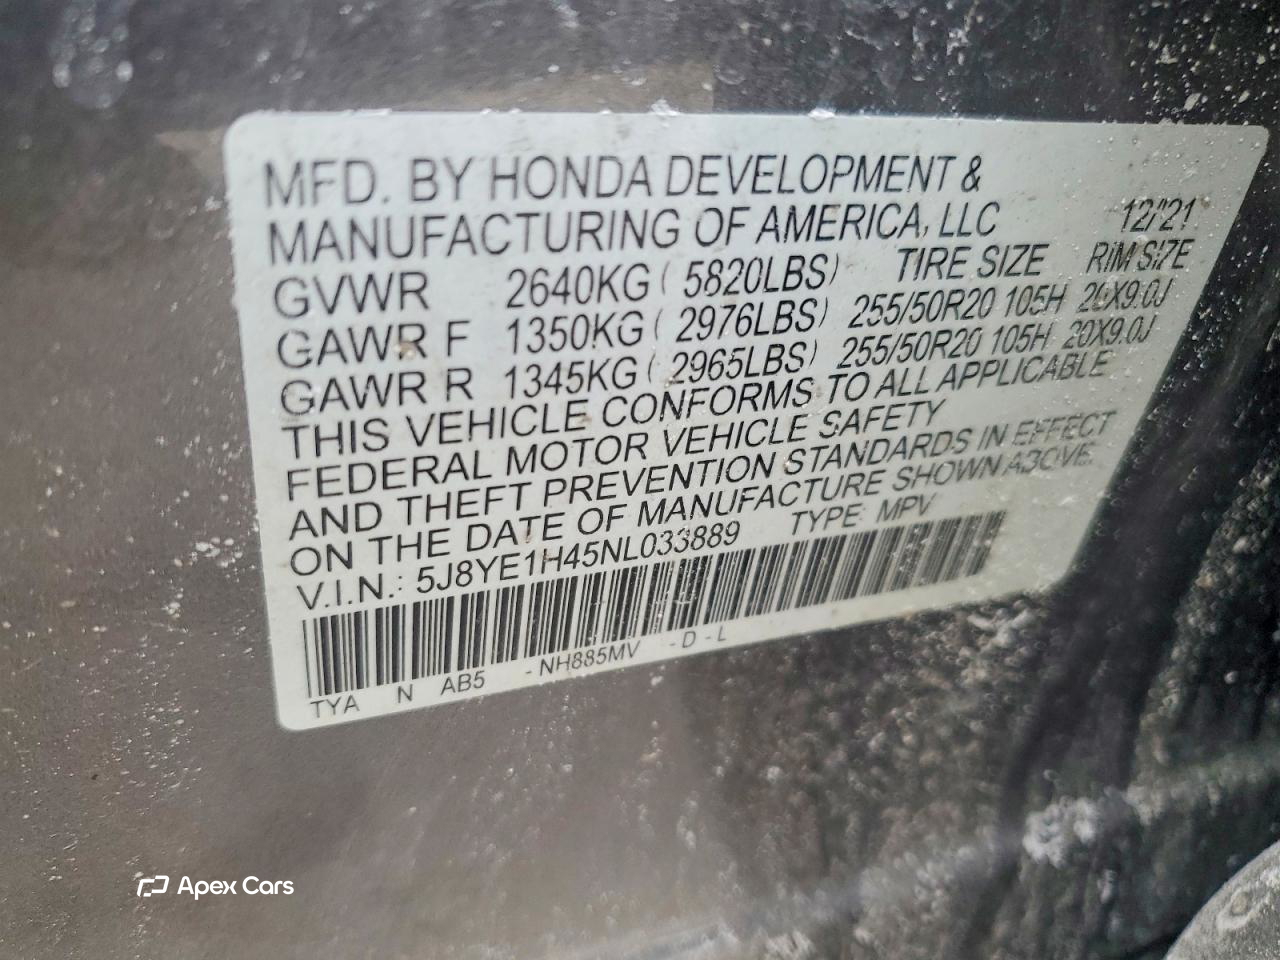 MFD. BY HONDA DEVELOPMENT &
MANUFACTURING OF AMERICA, LLC 12/21
GVWR 2640KG ( 5820LBS) TIRE SIZE RIM SIZE
GAWR F 1350KG ( 2976LBS) 255/50R20 105H 20X9.0J
GAWR R 1345KG ( 2965LBS) 255/50R20 105H 20X9.0J
THIS VEHICLE CONFORMS TO ALL APPLICABLE
FEDERAL MOTOR VEHICLE SAFETY
AND THEFT PREVENTION STANDARDS IN EFFECT
ON THE DATE OF MANUFACTURE SHOWN ABOVE.
V.I.N.: 5J8YE1H45NL033889 TYPE: MPV
TYA N AB5 -NH885MV -D-L
Apex Cars